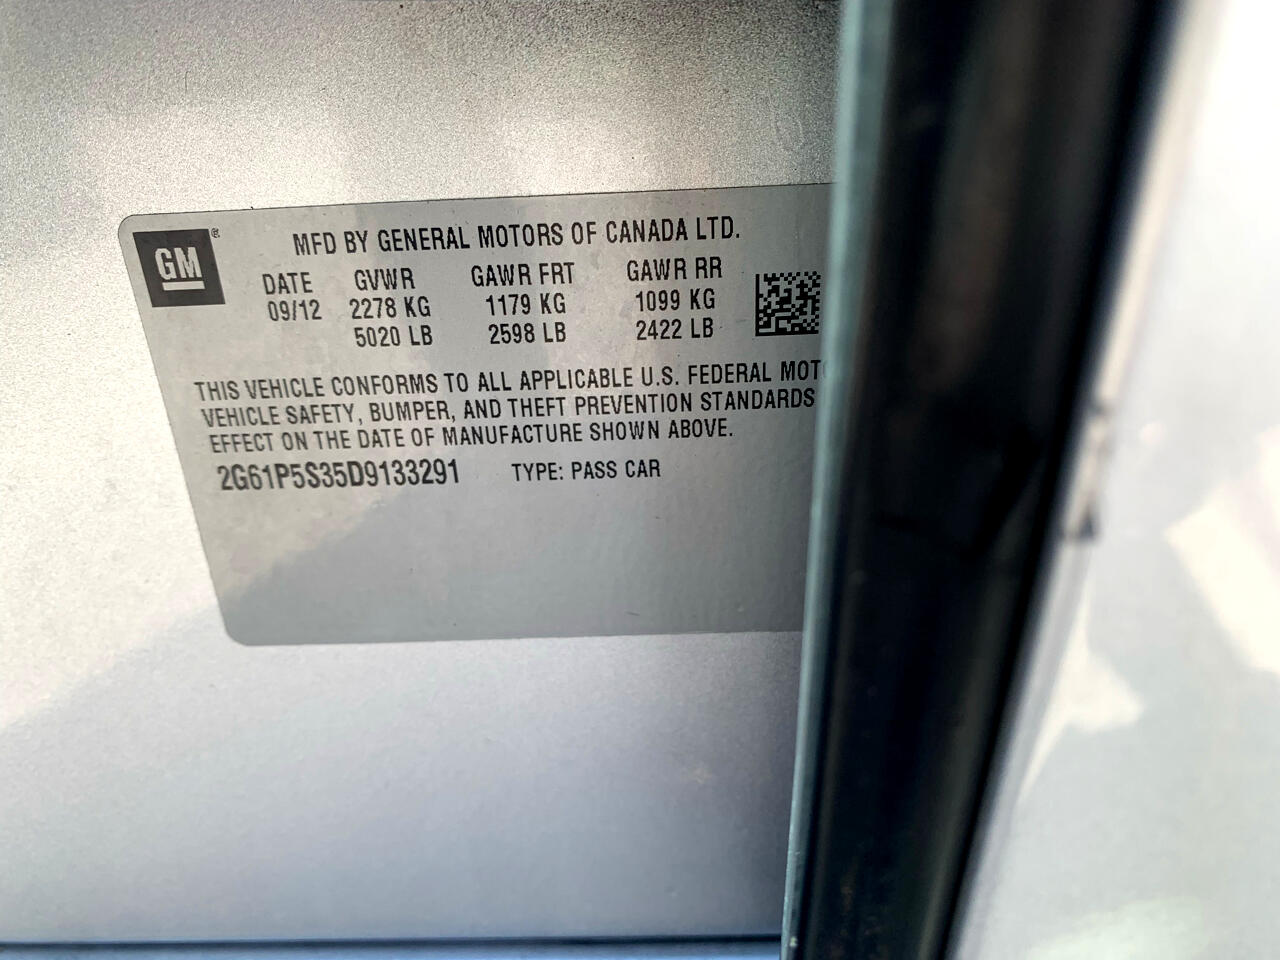 GM®
MFD BY GENERAL MOTORS OF CANADA LTD.
DATE GVWR GAWR FRT GAWR RR
09/12 2278 KG 1179 KG 1099 KG
5020 LB 2598 LB 2422 LB
THIS VEHICLE CONFORMS TO ALL APPLICABLE U.S. FEDERAL
VEHICLE SAFETY, BUMPER, AND THEFT PREVENTION STANDARDS
EFFECT ON THE DATE OF MANUFACTURE SHOWN ABOVE.
2G61P5S35D9133291 TYPE: PASS CAR